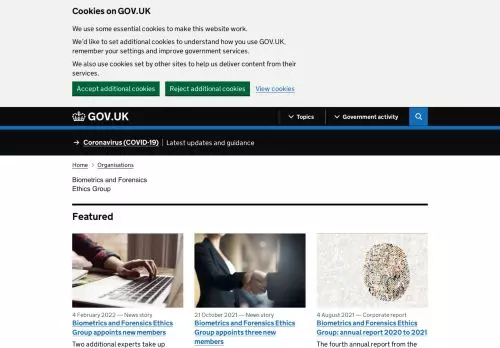 Cookies on GOV.UK
We use some essential cookies to make this website work.
We'd like to set additional cookies to understand how you use GOV.UK,
remember your settings and improve government services.
We also use cookies set by other sites to help us deliver content from their
services.
Accept additional cookies
Reject additional cookies
View cookies
GOV.UK
Topics
Government activity
→ Coronavirus (COVID-19) | Latest updates and guidance
Home > Organisations
Biometrics and Forensics
Ethics Group
Featured
4 February 2022 — News story
Biometrics and Forensics Ethics
Group appoints new members
Two additional experts take up
21 October 2021 — News story
Biometrics and Forensics Ethics
Group appoints three new
members
4 August 2021 — Corporate report
Biometrics and Forensics Ethics
Group: annual report 2020 to 2021
The fourth annual report from the